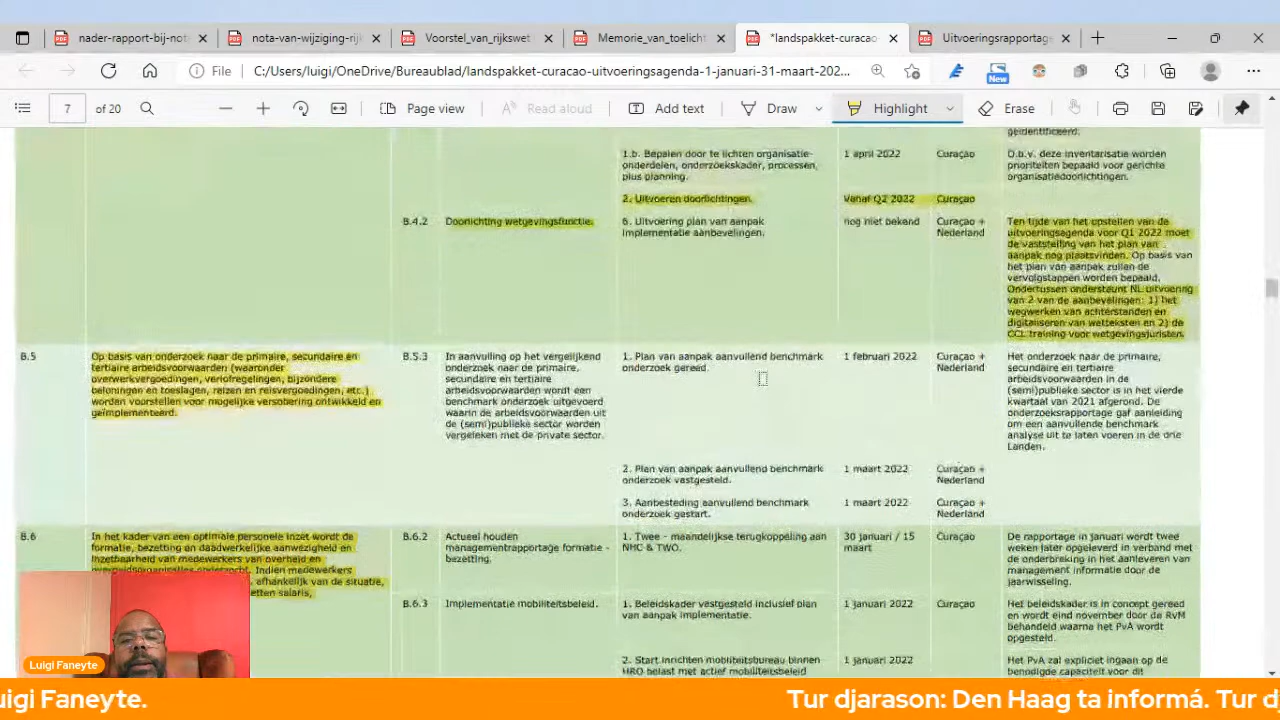 nader-rapport-bij-not
nota-van-wijziging-rij
Voorstel_van_rijkswet
Memorie_van_toelicht
*landspakket-curacao-
Uitvoeringsrapportage
File
C:/Users/luigi/OneDrive/Bureaublad/landspakket-curacao-uitvoeringsagenda-1-januari-31-maart-202...
New
7 of 20
Page view
Read aloud
Add text
Draw
Highlight
Erase
geïdentificeerd.
1.b. Bepalen door te lichten organisatie-
onderdelen, onderzoekskader, processen,
plus planning.
1 april 2022
Curaçao
O.b.v. deze inventarisatie worden
prioriteiten bepaald voor gerichte
organisatiedoorlichtingen.
2. Uitvoeren doorlichtingen.
Vanaf Q2 2022
Curaçao
B.4.2
Doorlichting wetgevingsfunctie.
6. Uitvoering plan van aanpak
implementatie aanbevelingen.
nog niet bekend
Curaçao +
Nederland
Ten tijde van het opstellen van de
uitvoeringsagenda voor Q1 2022 moet
de vaststelling van het plan van
aanpak nog plaatsvinden. Op basis van
het plan van aanpak zullen de
vervolgstappen worden bepaald.
Ondertussen ondersteunt NL uitvoering
van 2 van de aanbevelingen: 1) het
wegwerken van achterstanden en
digitaliseren van wetteksten en 2) de
CCL training voor wetgevingsjuristen.
B.5
Op basis van onderzoek naar de primaire, secundaire en
tertiaire arbeidsvoorwaarden (waaronder
overwerkvergoedingen, verlofregelingen, bijzondere
beloningen en toeslagen, reizen en reisvergoedingen, etc.)
worden voorstellen voor mogelijke versobering ontwikkeld en
geïmplementeerd.
B.5.3
In aanvulling op het vergelijkend
onderzoek naar de primaire,
secundaire en tertiaire
arbeidsvoorwaarden wordt een
benchmark onderzoek uitgevoerd
waarin de arbeidsvoorwaarden uit
de (semi)publieke sector worden
vergeleken met de private sector.
1. Plan van aanpak aanvullend benchmark
onderzoek gereed.
1 februari 2022
Curaçao +
Nederland
Het onderzoek naar de primaire,
secundaire en tertiaire
arbeidsvoorwaarden in de
(semi)publieke sector is in het vierde
kwartaal van 2021 afgerond. De
onderzoeksrapportage gaf aanleiding
om een aanvullende benchmark
analyse uit te laten voeren in de drie
Landen.
2. Plan van aanpak aanvullend benchmark
onderzoek vastgesteld.
1 maart 2022
Curaçao +
Nederland
3. Aanbesteding aanvullend benchmark
onderzoek gestart.
1 maart 2022
Curaçao +
Nederland
B.6
In het kader van een optimale personele inzet wordt de
formatie, bezetting en daadwerkelijke aanwezigheid en
inzetbaarheid van medewerkers van overheid en
overheidsorganisaties onderzocht. Indien medewerkers
afhankelijk van de situatie,
salaris,
B.6.2
Actueel houden
managementrapportage formatie -
bezetting.
1. Twee - maandelijkse terugkoppeling aan
NHC & TWO.
30 januari / 15
maart
Curaçao
De rapportage in januari wordt twee
weken later opgeleverd in verband met
de onderbreking in het aanleveren van
management informatie door de
jaarwisseling.
B.6.3
Implementatie mobiliteitsbeleid.
1. Beleidskader vastgesteld inclusief plan
van aanpak implementatie.
1 januari 2022
Curaçao
Het beleidskader is in concept gereed
en wordt eind november door de RvM
behandeld waarna het PvA wordt
opgesteld.
2. Start inrichten mobiliteitsbureau binnen
HRO belast met actief mobiliteitsbeleid
1 januari 2022
Het PvA zal expliciet ingaan op de
benodigde capaciteit voor dit
Luigi Faneyte
uigi Faneyte.
Tur djarason: Den Haag ta informá. Tur dj